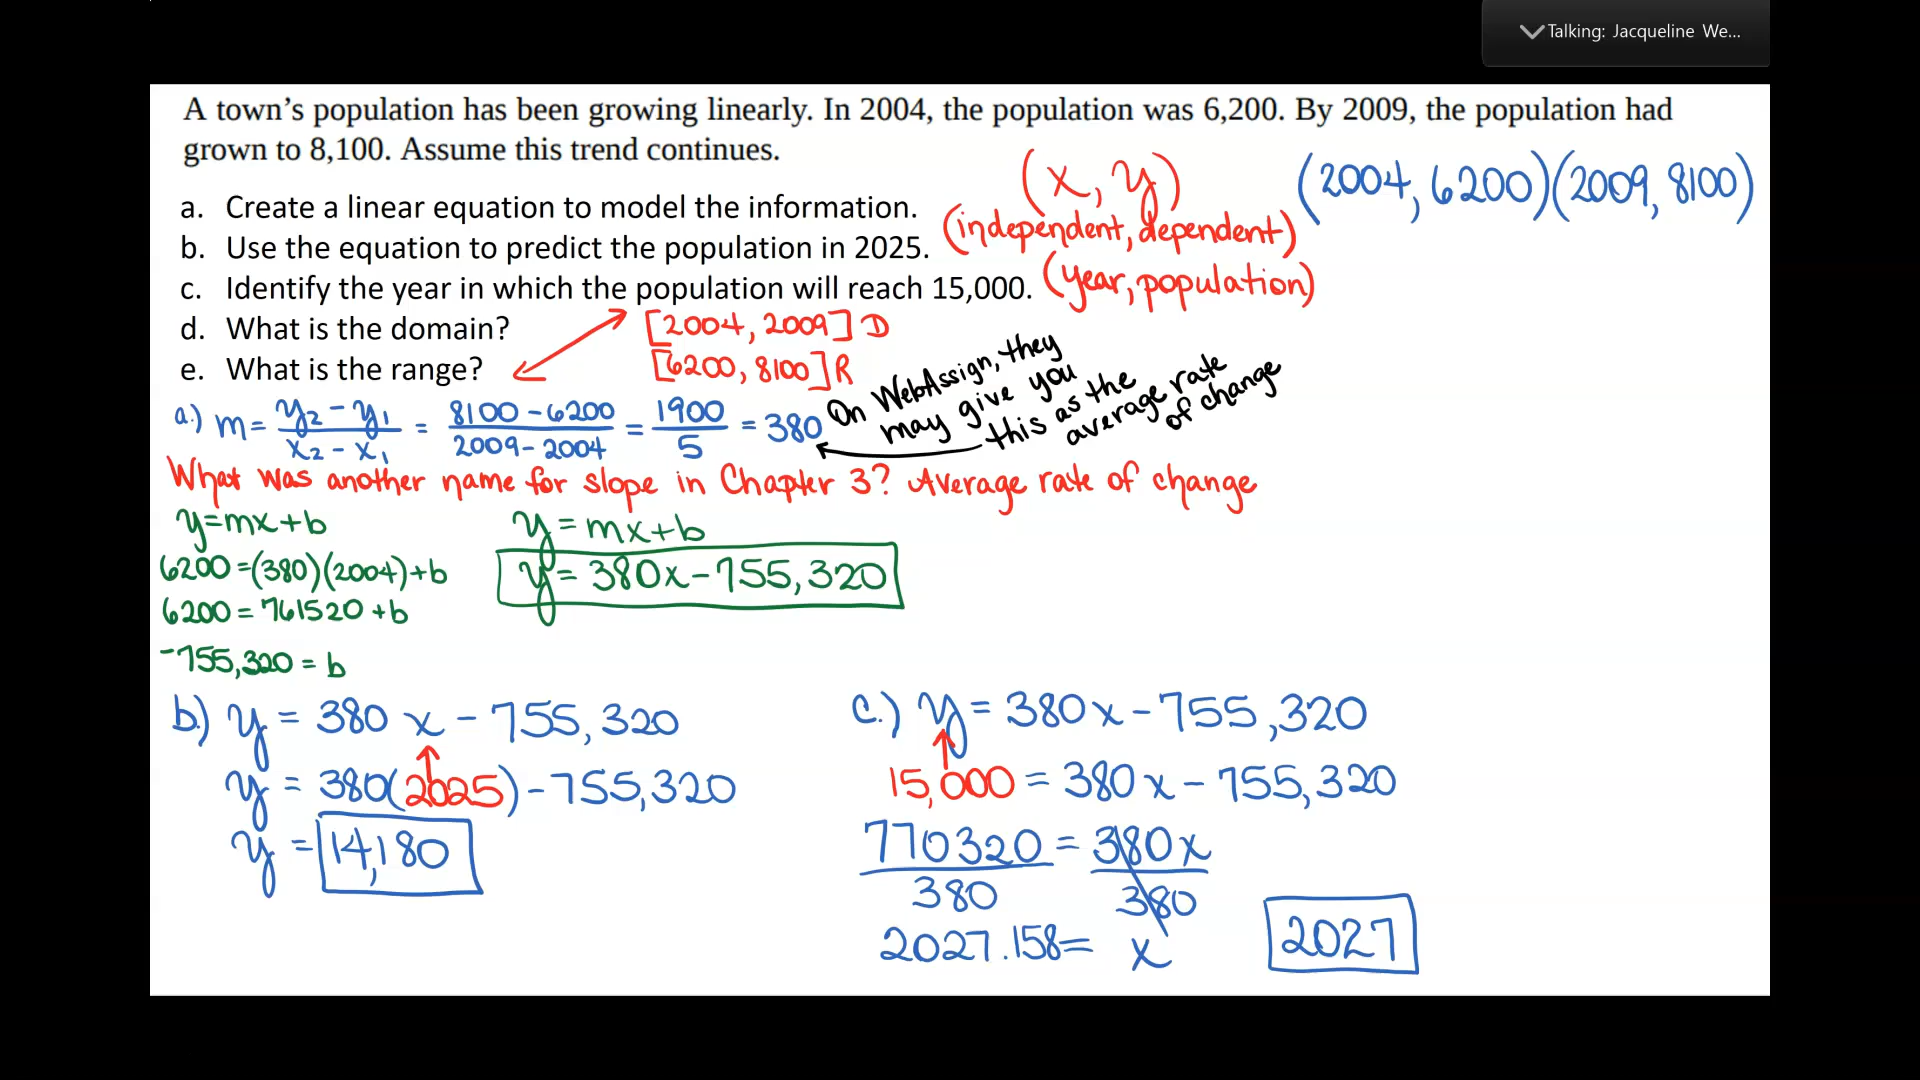 Talking: Jacqueline We...
A town's population has been growing linearly. In 2004, the population was 6,200. By 2009, the population had
grown to 8,100. Assume this trend continues.
(x, y)
(2004, 6200)(2009, 8100)
a. Create a linear equation to model the information.
(independent, dependent)
b. Use the equation to predict the population in 2025.
c. Identify the year in which the population will reach 15,000.
(year, population)
d. What is the domain?
[2004, 2009] D
e. What is the range?
[6200, 8100] R
On WebAssign, they
may give you
this as the
average rate
of change
a.) m = y₂ - y₁ / x₂ - x₁ = 8100 - 6200 / 2009 - 2004 = 1900 / 5 = 380
What was another name for slope in Chapter 3? Average rate of change
y=mx+b
6200 =(380)(2004)+b
6200 = 761520 +b
-755,320 = b
y = mx+b
y = 380x - 755,320
b.) y = 380 x - 755,320
y = 380(2025) - 755,320
y = 14,180
c.) y = 380x - 755,320
15,000 = 380x - 755,320
770320 / 380 = 380x / 380
2027.158 = x
2027